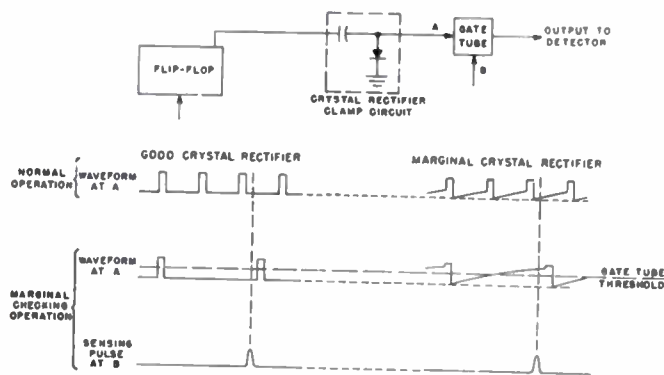 A
GATE
TUBE
OUTPUT TO
DETECTOR
FLIP-FLOP
B
CRYSTAL RECTIFIER
CLAMP CIRCUIT
GOOD CRYSTAL RECTIFIER
MARGINAL CRYSTAL RECTIFIER
NORMAL
OPERATION
WAVEFORM
AT A
MARGINAL
CHECKING
OPERATION
WAVEFORM
AT A
GATE TUBE
THRESHOLD
SENSING
PULSE
AT B